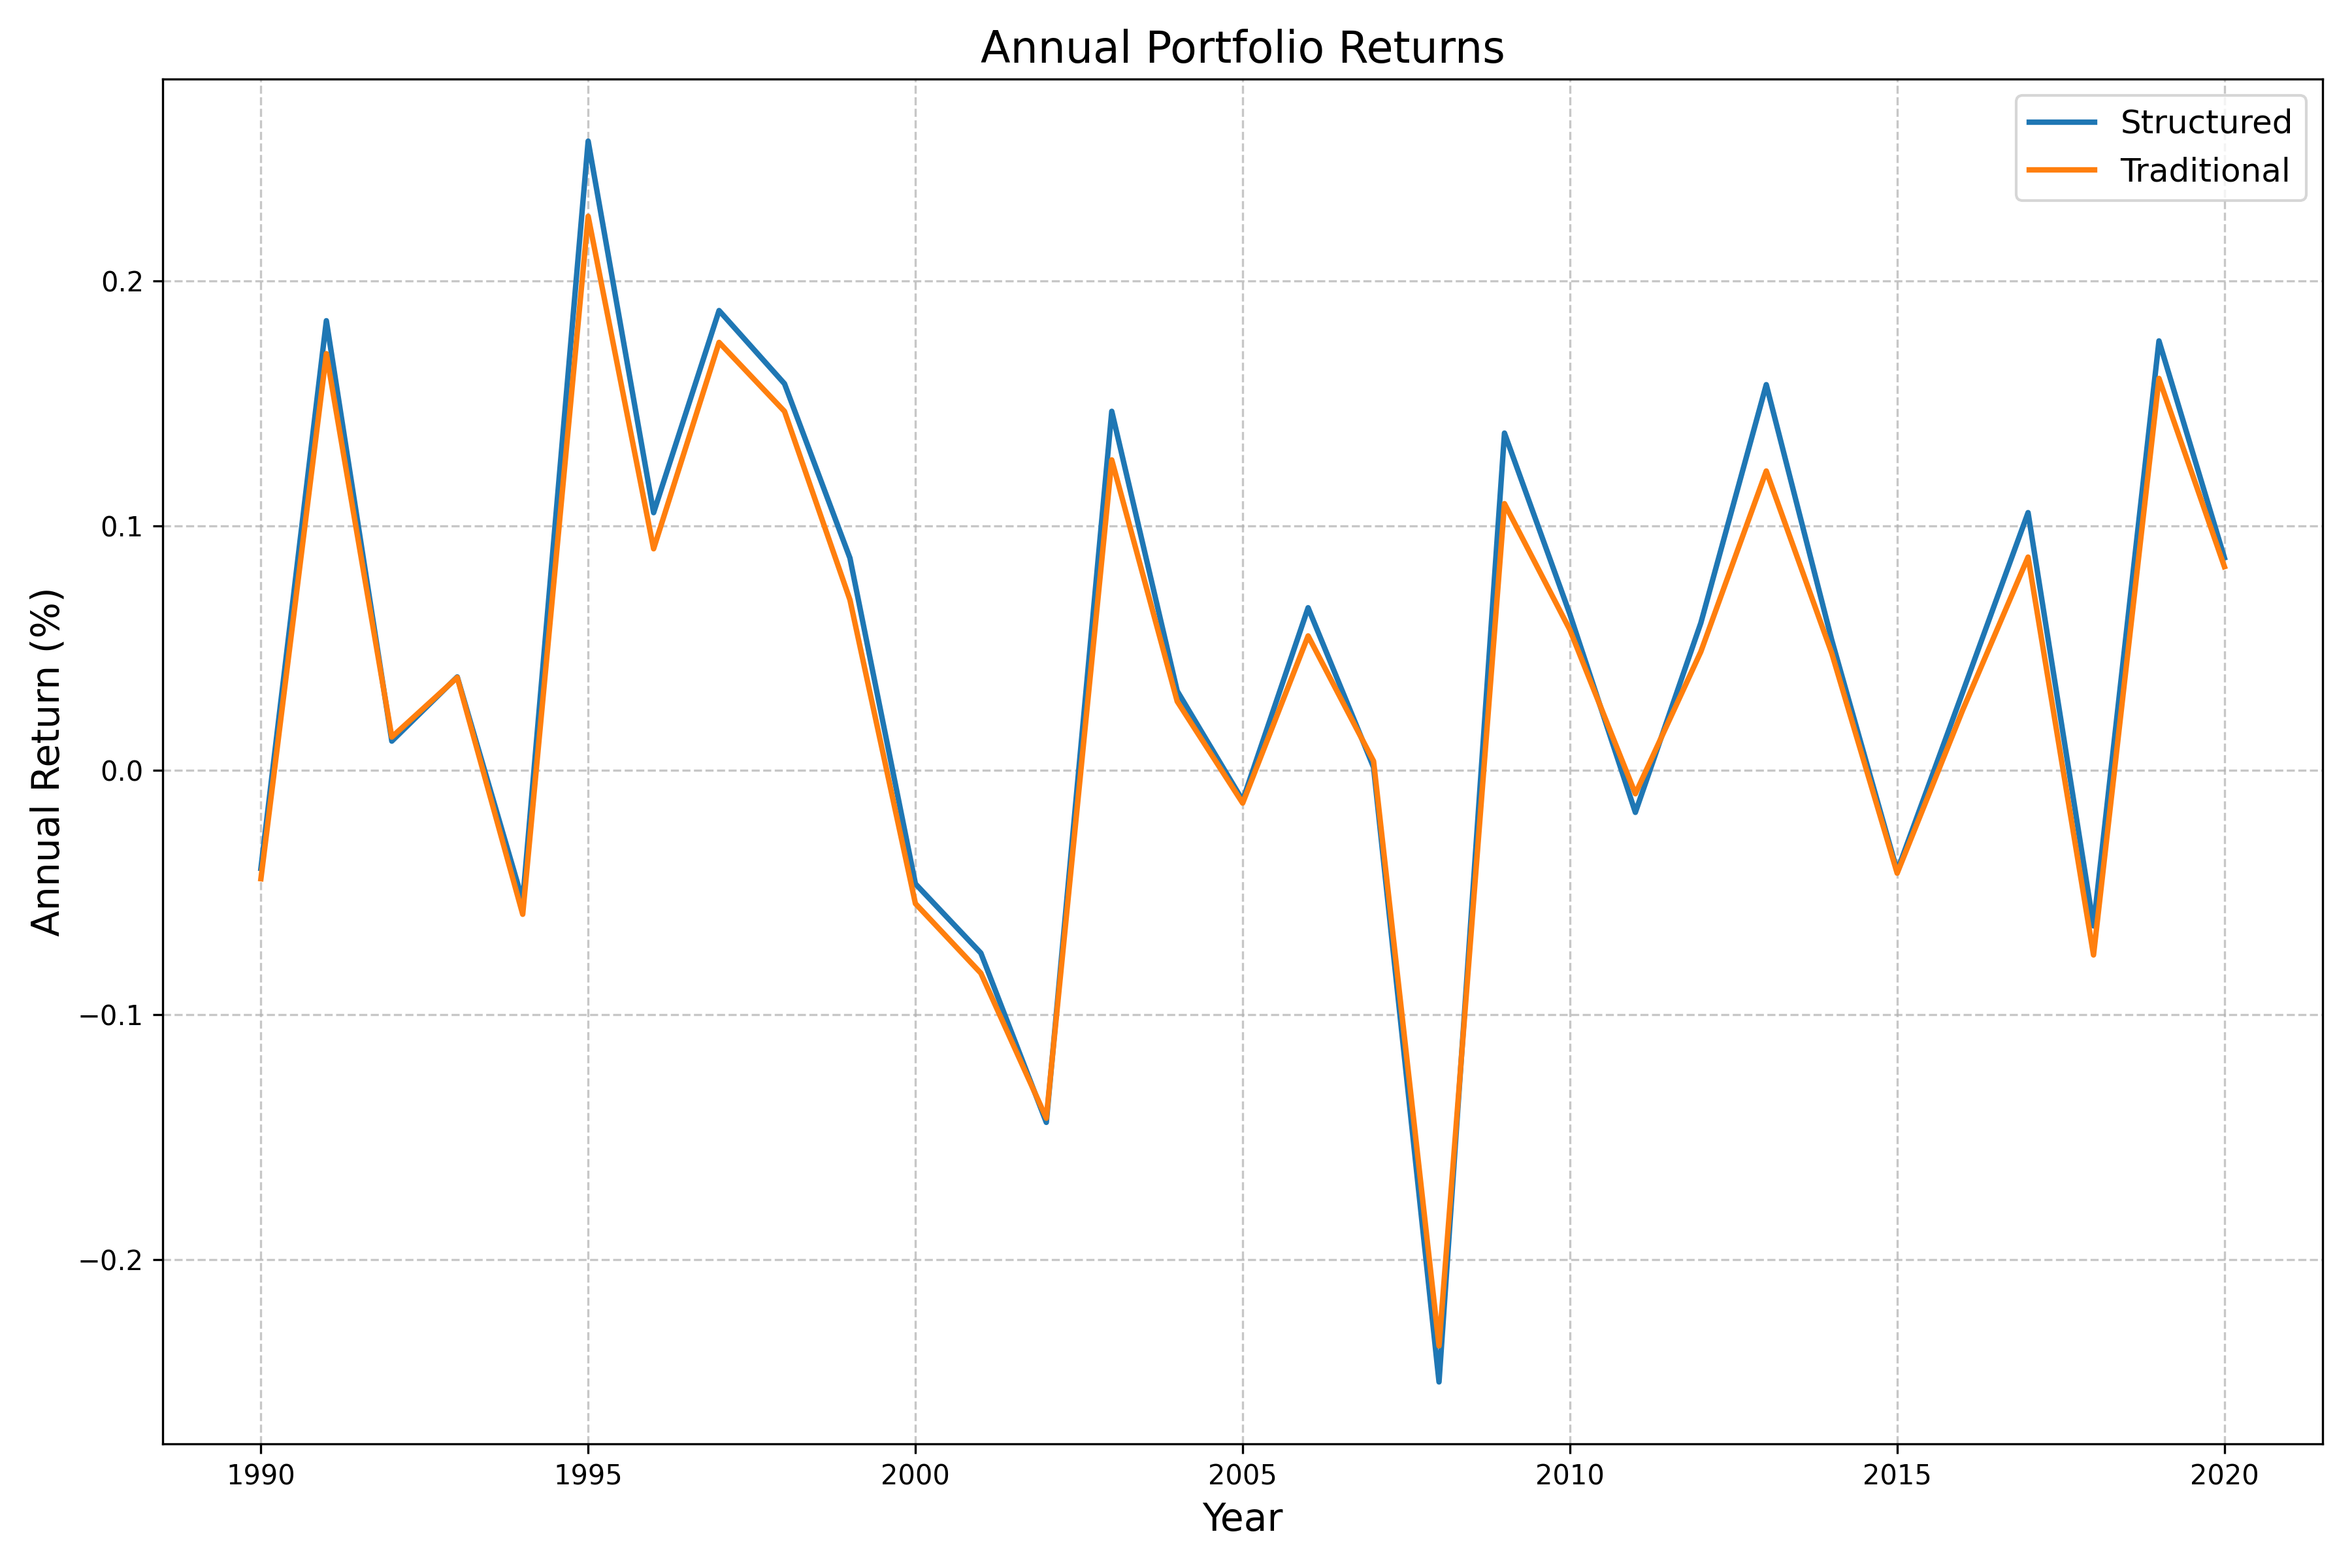 Annual Portfolio Returns
Structured
Traditional
Annual Return (%)
0.2
0.1
0.0
−0.1
−0.2
1990 1995 2000 2005 2010 2015 2020
Year